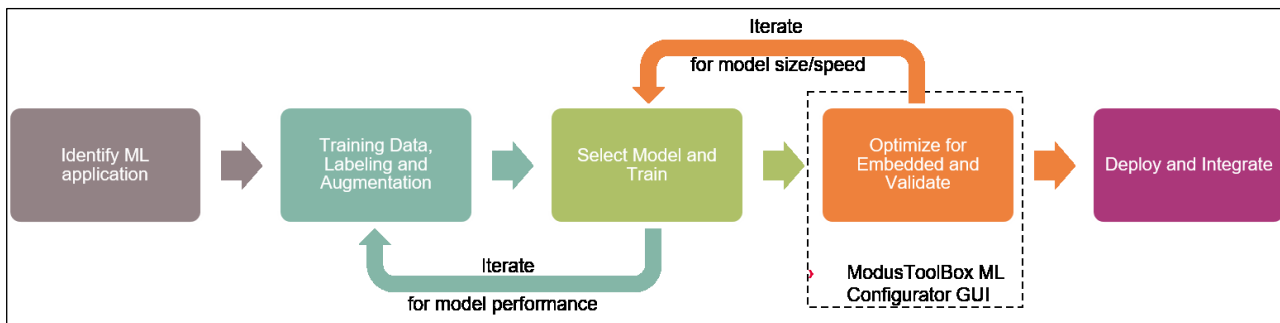 Iterate
for model size/speed
Identify ML
application
Training Data,
Labeling and
Augmentation
Select Model and
Train
Optimize for
Embedded and
Validate
Deploy and Integrate
Iterate
for model performance
ModusToolBox ML
Configurator GUI